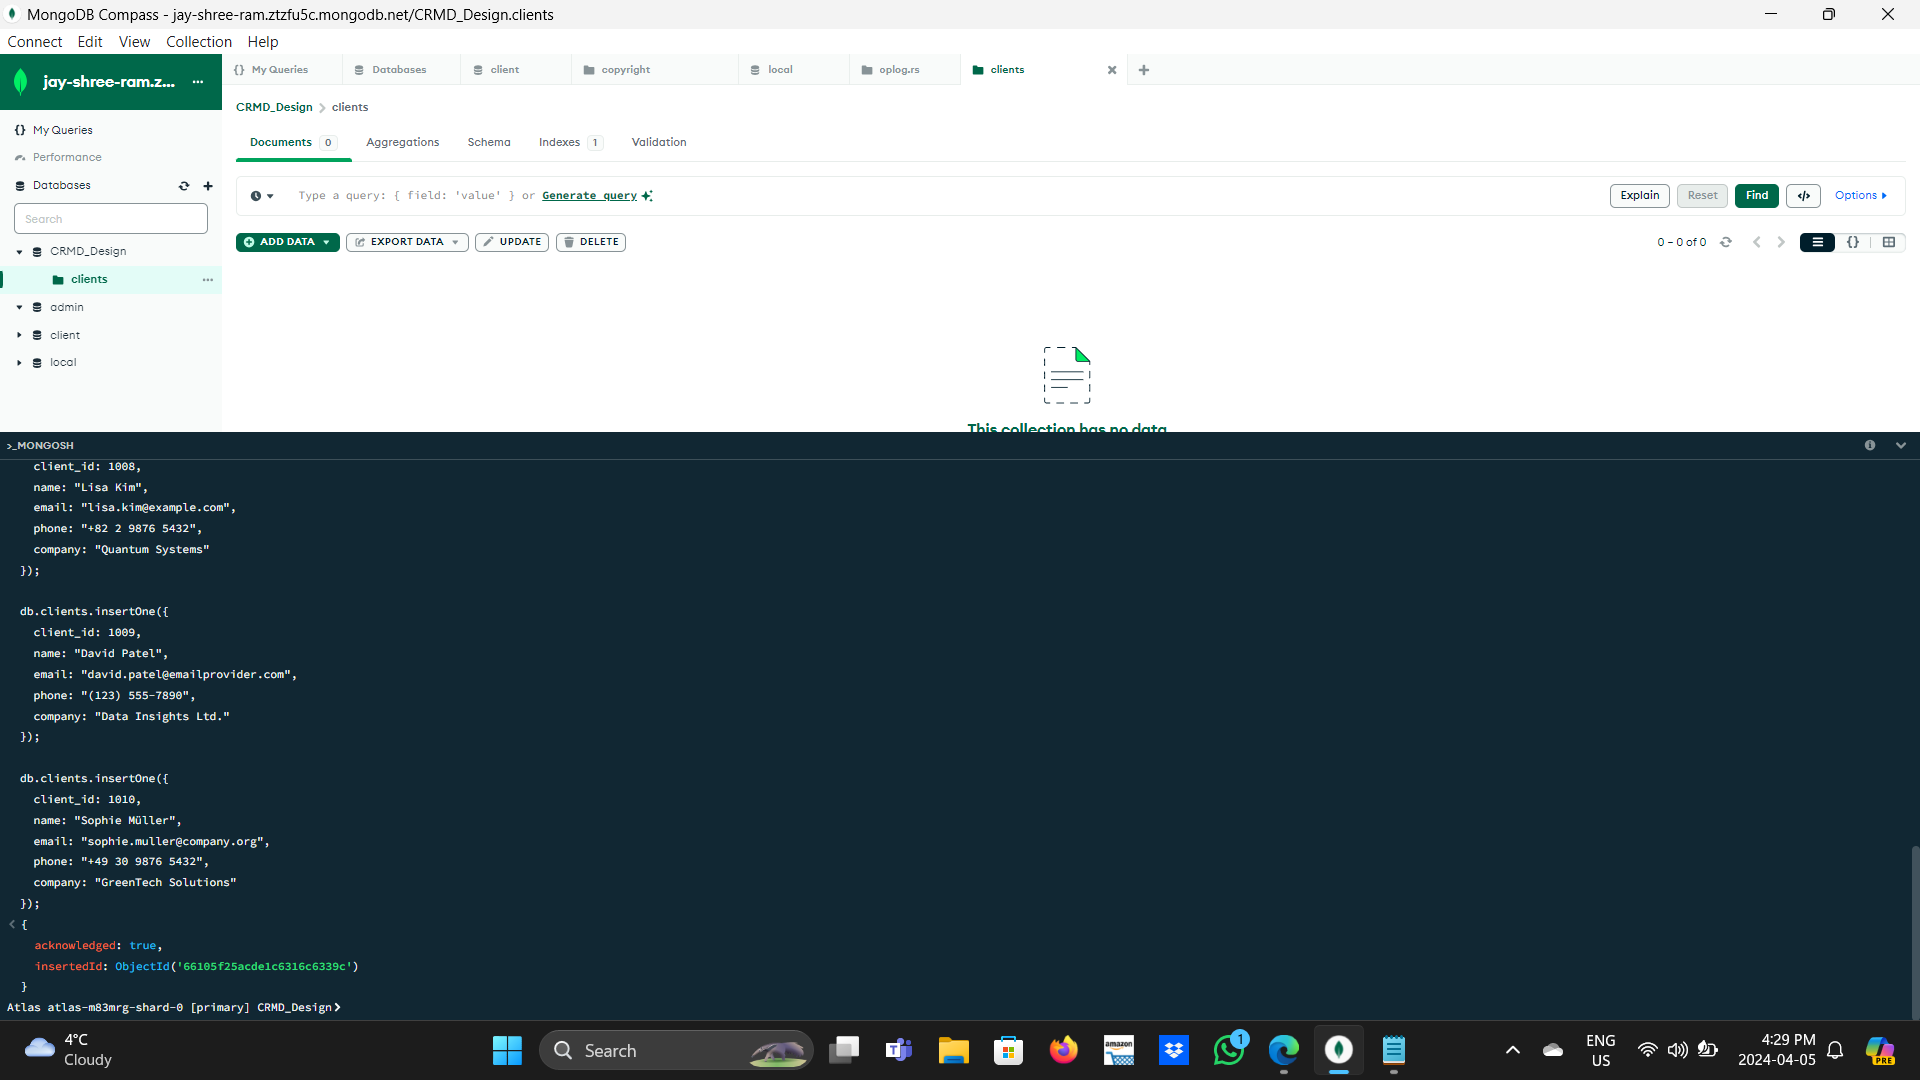 MongoDB Compass - jay-shree-ram.ztzfu5c.mongodb.net/CRMD_Design.clients
Connect Edit View Collection Help
jay-shree-ram.z... ...
{} My Queries Databases client copyright local oplog.rs clients
CRMD_Design > clients
{} My Queries
Performance
Databases
Search
CRMD_Design
clients ...
admin
client
local
Documents 0 Aggregations Schema Indexes 1 Validation
Type a query: { field: 'value' } or Generate query Explain Reset Find </> Options
ADD DATA EXPORT DATA UPDATE DELETE 0 – 0 of 0 {}
This collection has no data
>_MONGOSH
client_id: 1008,
name: "Lisa Kim",
email: "lisa.kim@example.com",
phone: "+82 2 9876 5432",
company: "Quantum Systems"
});
db.clients.insertOne({
client_id: 1009,
name: "David Patel",
email: "david.patel@emailprovider.com",
phone: "(123) 555-7890",
company: "Data Insights Ltd."
});
db.clients.insertOne({
client_id: 1010,
name: "Sophie Müller",
email: "sophie.muller@company.org",
phone: "+49 30 9876 5432",
company: "GreenTech Solutions"
});
< {
acknowledged: true,
insertedId: ObjectId('66105f25acde1c6316c6339c')
}
Atlas atlas-m83mrg-shard-0 [primary] CRMD_Design>
4°C
Cloudy
Search
amazon
1
ENG
US
4:29 PM
2024-04-05
PRE